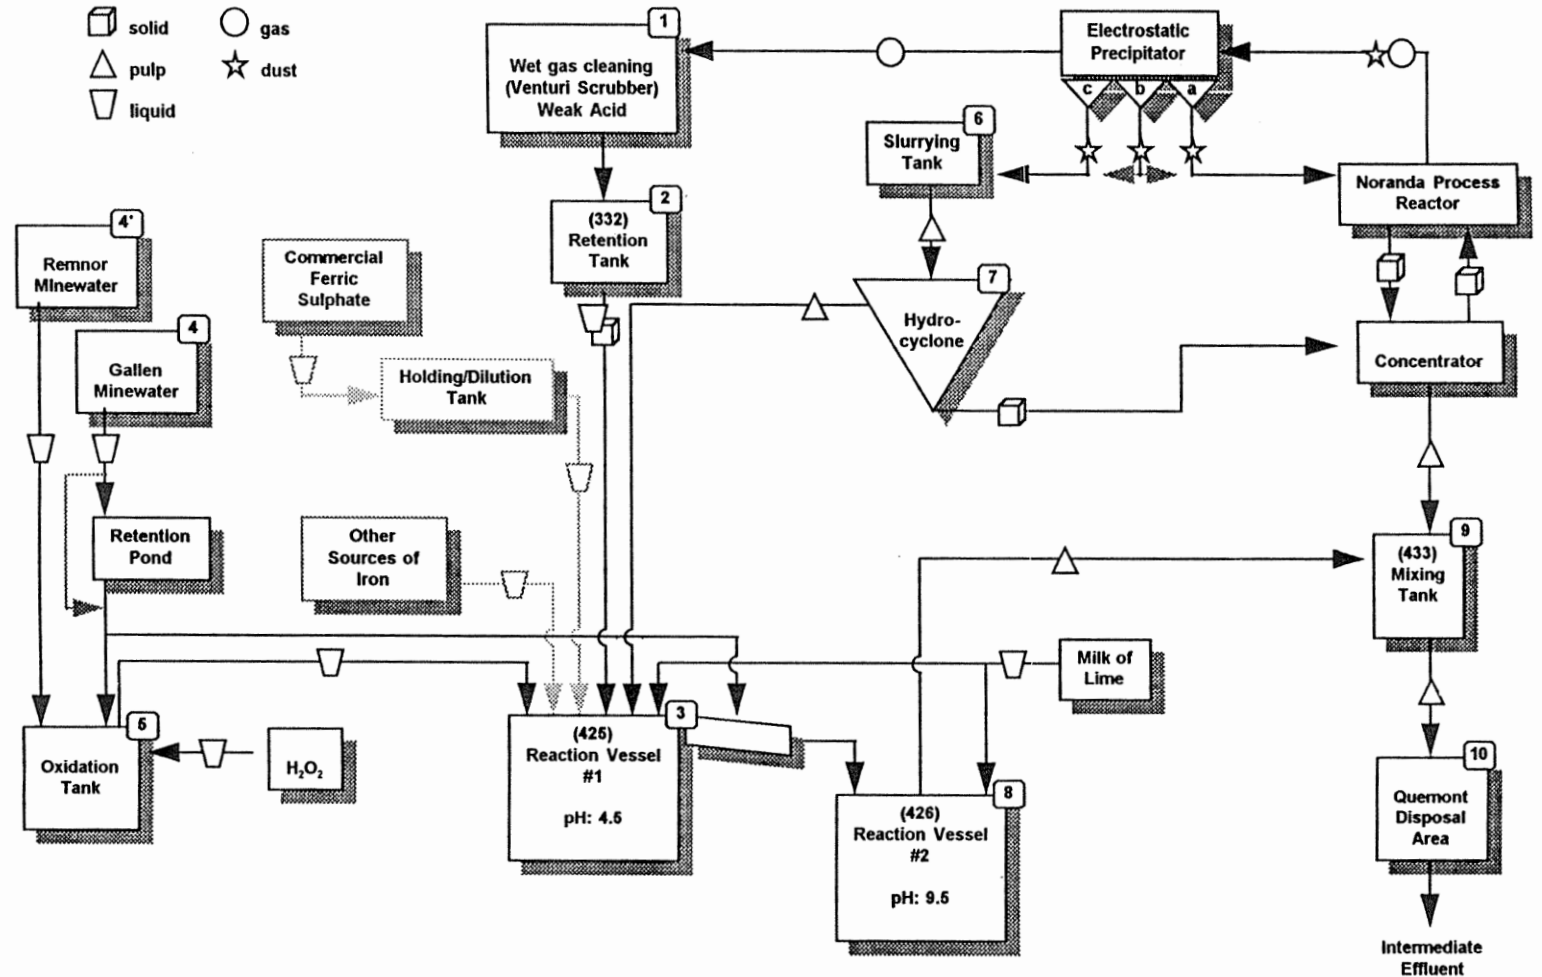 solid
gas
pulp
dust
liquid
1
Wet gas cleaning
(Venturi Scrubber)
Weak Acid
Electrostatic
Precipitator
c
b
a
6
Slurrying
Tank
Noranda Process
Reactor
2
(332)
Retention
Tank
4'
Remnor
MInewater
Commercial
Ferric
Sulphate
7
Hydro-
cyclone
4
Gallen
Minewater
Holding/Dilution
Tank
Concentrator
Retention
Pond
Other
Sources of
Iron
9
(433)
Mixing
Tank
Milk of
Lime
5
Oxidation
Tank
H₂O₂
3
(425)
Reaction Vessel
#1
pH: 4.5
8
(426)
Reaction Vessel
#2
pH: 9.5
10
Quemont
Disposal
Area
Intermediate
Effluent